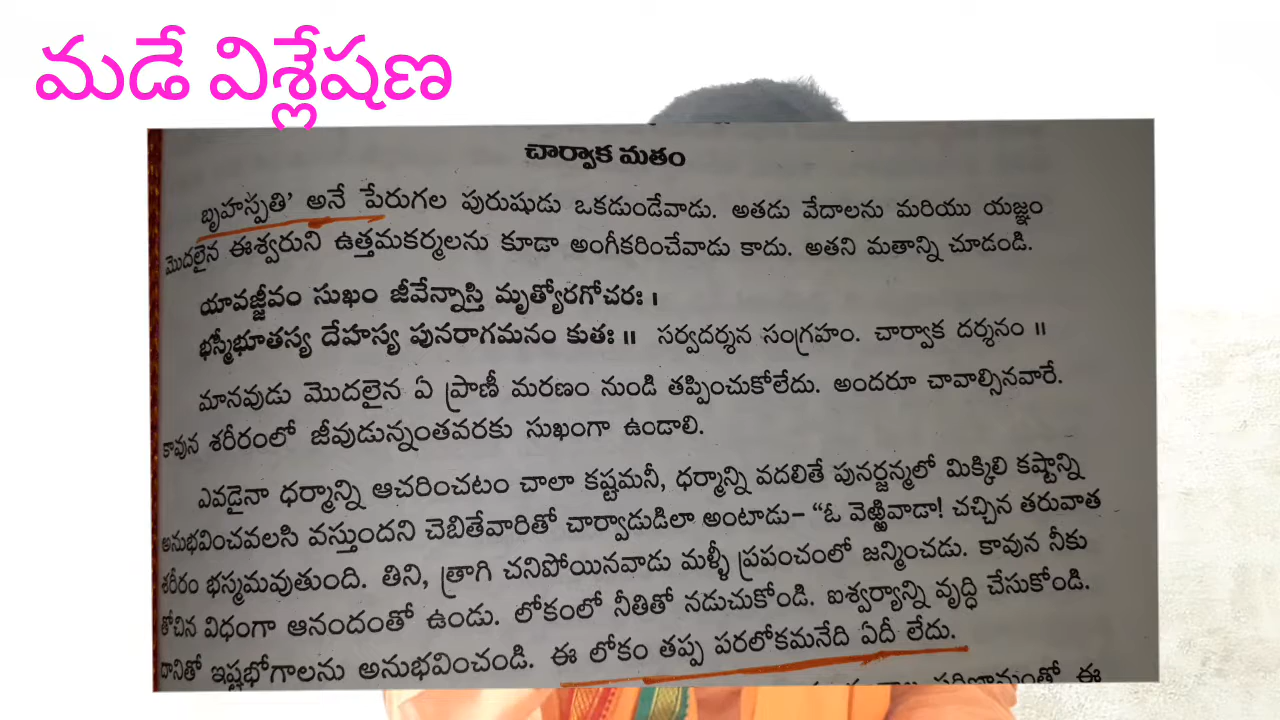 మడే విశ్లేషణ
చార్వాక మతం
బృహస్పతి' అనే పేరుగల పురుషుడు ఒకడుండేవాడు. అతడు వేదాలను మరియు యజ్ఞం
మొదలైన ఈశ్వరుని ఉత్తమకర్మలను కూడా అంగీకరించేవాడు కాదు. అతని మతాన్ని చూడండి.
యావజ్జీవం సుఖం జీవేన్నాస్తి మృత్యోరగోచరః ।
భస్మీభూతస్య దేహస్య పునరాగమనం కుతః ॥ సర్వదర్శన సంగ్రహం. చార్వాక దర్శనం ॥
మానవుడు మొదలైన ఏ ప్రాణీ మరణం నుండి తప్పించుకోలేదు. అందరూ చావాల్సినవారే.
కావున శరీరంలో జీవుడున్నంతవరకు సుఖంగా ఉండాలి.
ఎవడైనా ధర్మాన్ని ఆచరించటం చాలా కష్టమనీ, ధర్మాన్ని వదలితే పునర్జన్మలో మిక్కిలి కష్టాన్ని
అనుభవించవలసి వస్తుందని చెబితేవారితో చార్వాడుడిలా అంటాడు– “ఓ వెఱ్ఱివాడా! చచ్చిన తరువాత
శరీరం భస్మమవుతుంది. తిని, త్రాగి చనిపోయినవాడు మళ్ళీ ప్రపంచంలో జన్మించడు. కావున నీకు
తోచిన విధంగా ఆనందంతో ఉండు. లోకంలో నీతితో నడుచుకోండి. ఐశ్వర్యాన్ని వృద్ధి చేసుకోండి.
దానితో ఇష్టభోగాలను అనుభవించండి. ఈ లోకం తప్ప పరలోకమనేది ఏదీ లేదు.
ఈ